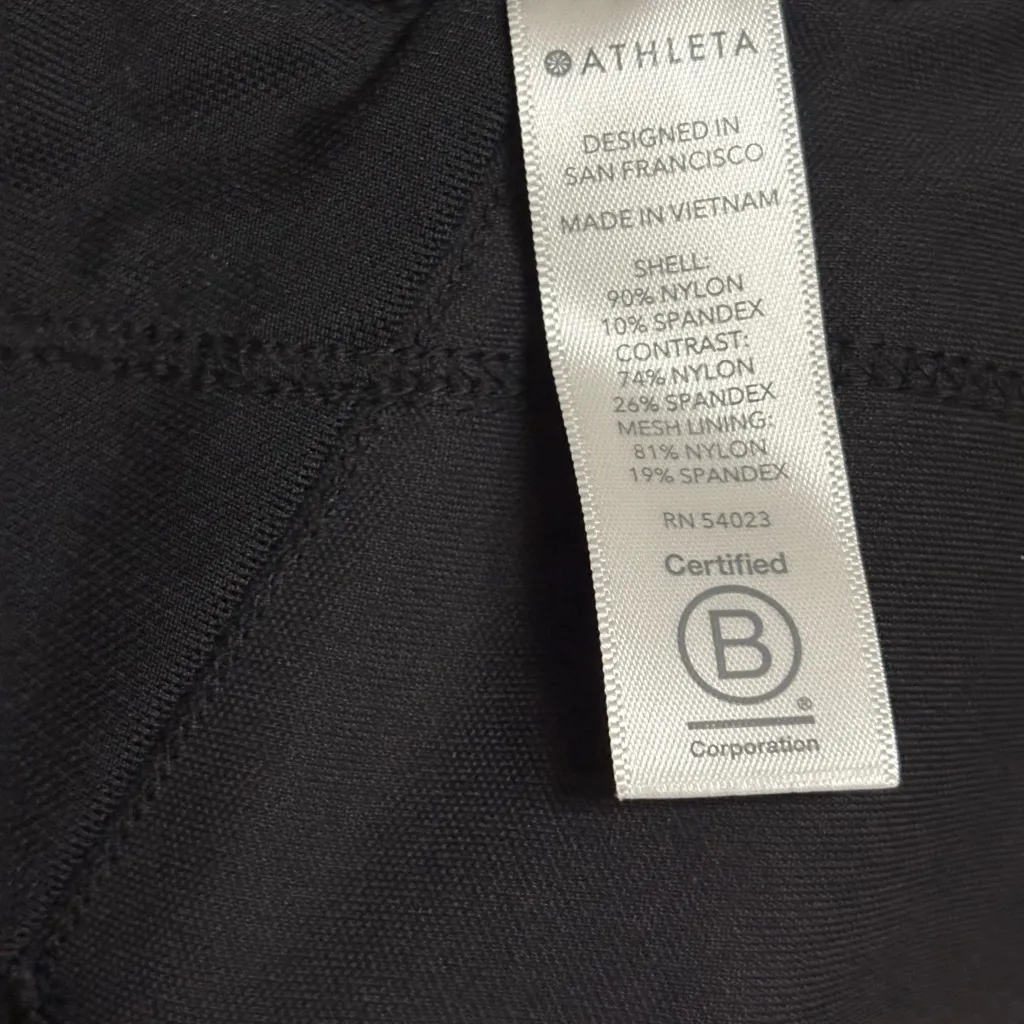 ATHLETA
DESIGNED IN
SAN FRANCISCO
MADE IN VIETNAM
SHELL:
90% NYLON
10% SPANDEX
CONTRAST:
74% NYLON
26% SPANDEX
MESH LINING:
81% NYLON
19% SPANDEX
RN 54023
Certified
B
®
Corporation